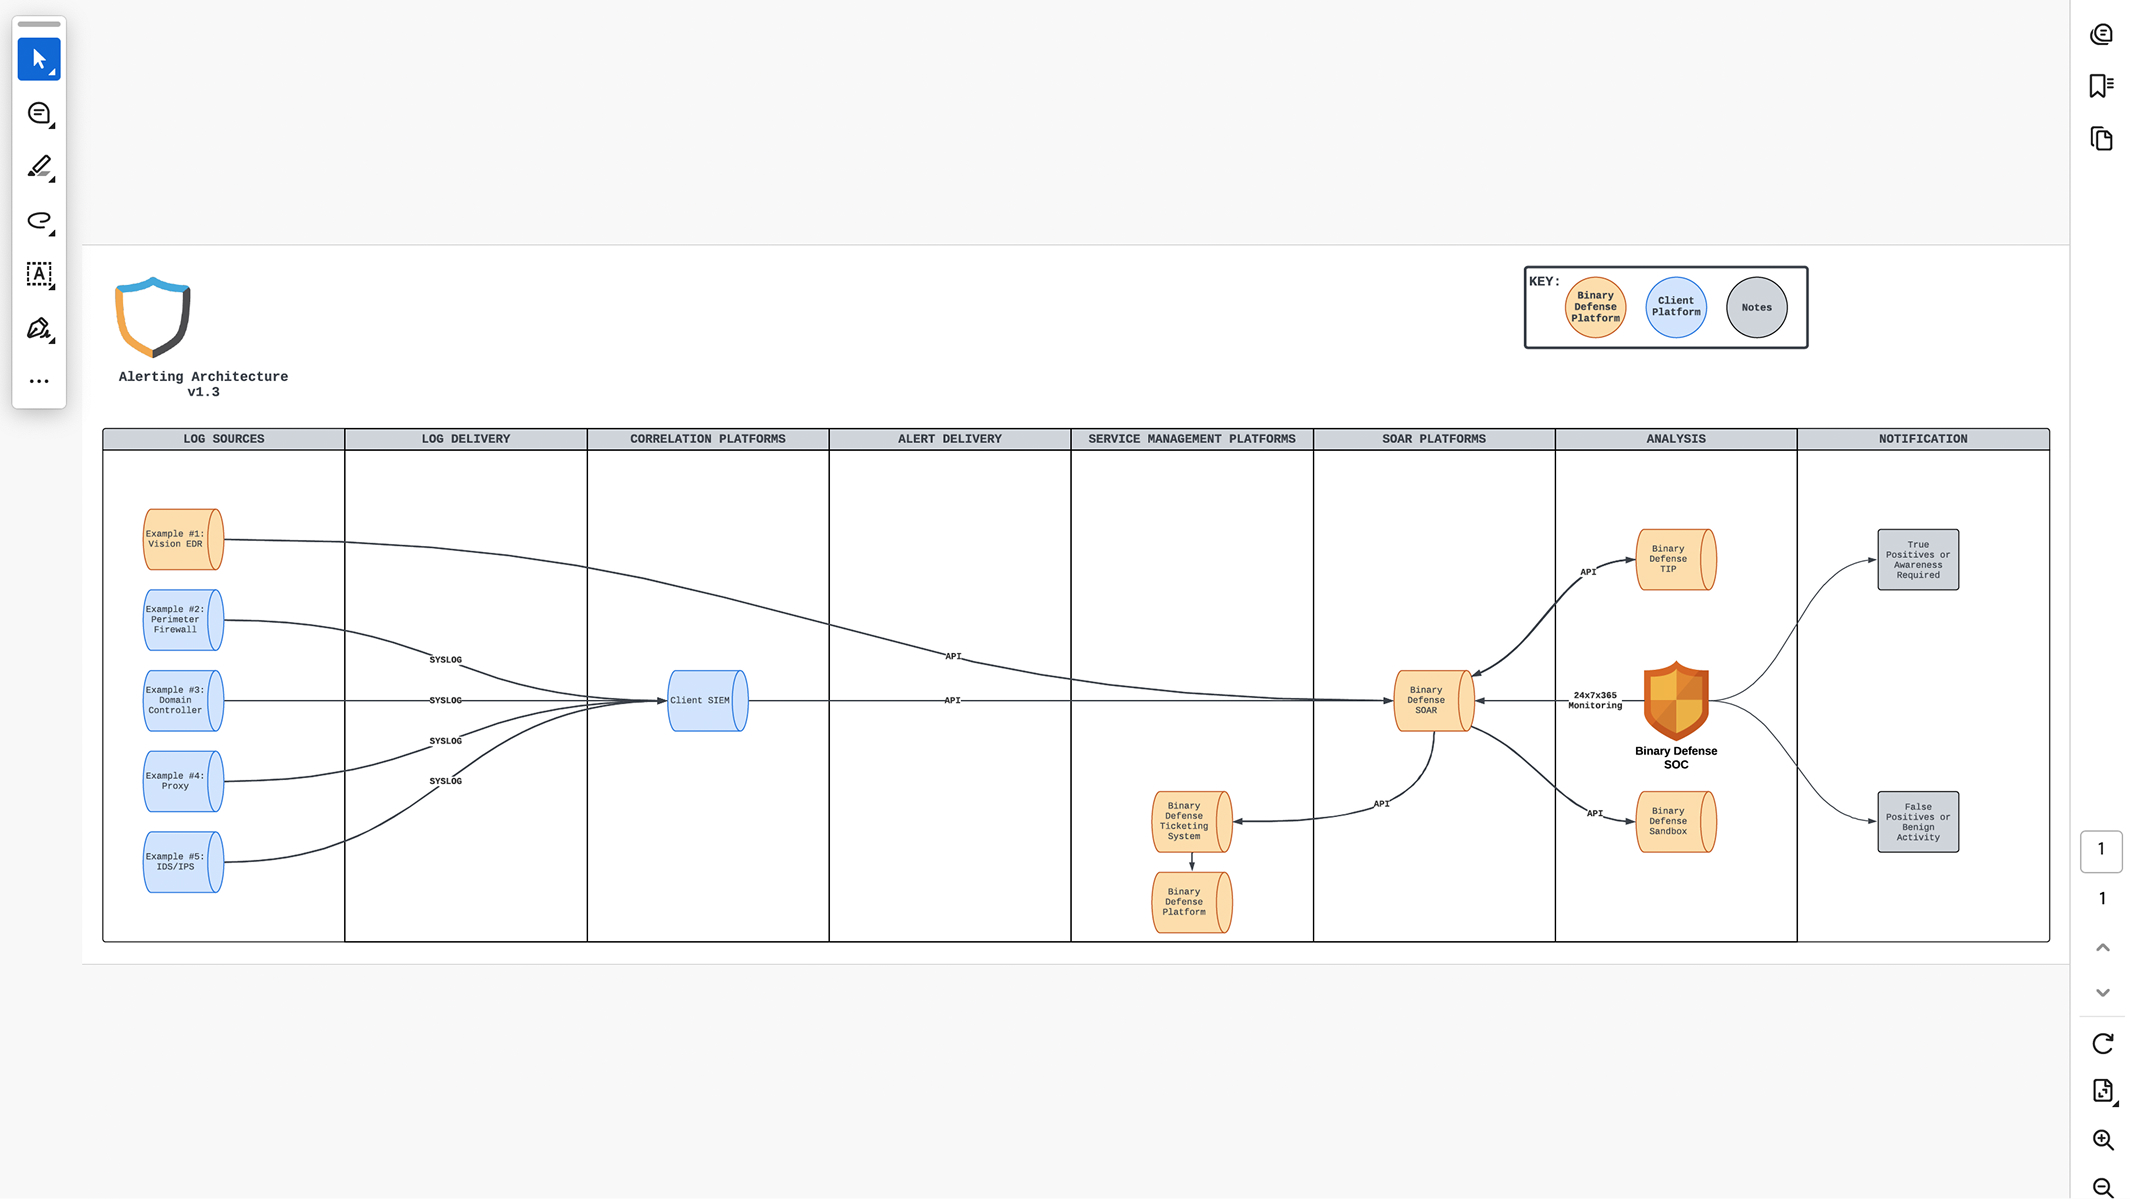 KEY:
Binary
Defense
Platform
Client
Platform
Notes
Alerting Architecture
v1.3
LOG SOURCES
LOG DELIVERY
CORRELATION PLATFORMS
ALERT DELIVERY
SERVICE MANAGEMENT PLATFORMS
SOAR PLATFORMS
ANALYSIS
NOTIFICATION
Example #1:
Vision EDR
Example #2:
Perimeter
Firewall
Example #3:
Domain
Controller
Example #4:
Proxy
Example #5:
IDS/IPS
SYSLOG
SYSLOG
SYSLOG
SYSLOG
Client SIEM
API
API
Binary
Defense
Ticketing
System
Binary
Defense
Platform
Binary
Defense
SOAR
API
API
API
24x7x365
Monitoring
Binary
Defense
TIP
Binary Defense
SOC
Binary
Defense
Sandbox
True
Positives or
Awareness
Required
False
Positives or
Benign
Activity
A
1
1